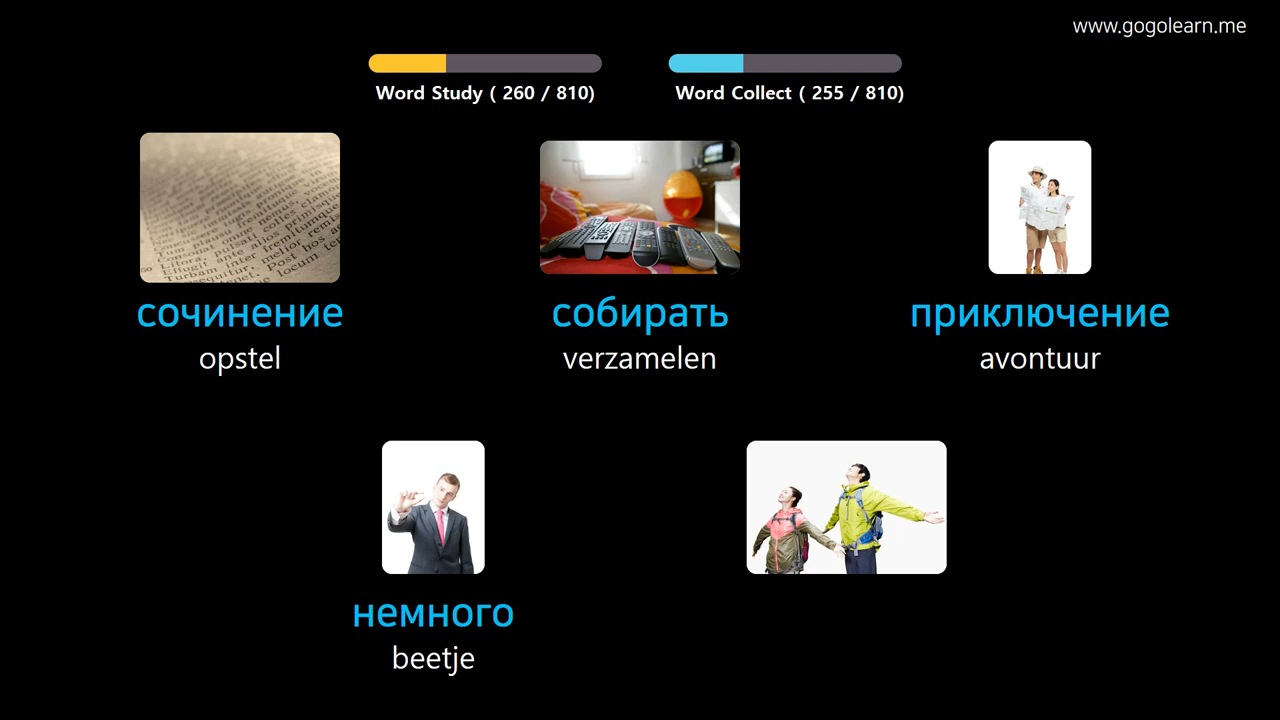 www.gogolearn.me
Word Study ( 260 / 810)
Word Collect ( 255 / 810)
сочинение
opstel
собирать
verzamelen
приключение
avontuur
немного
beetje